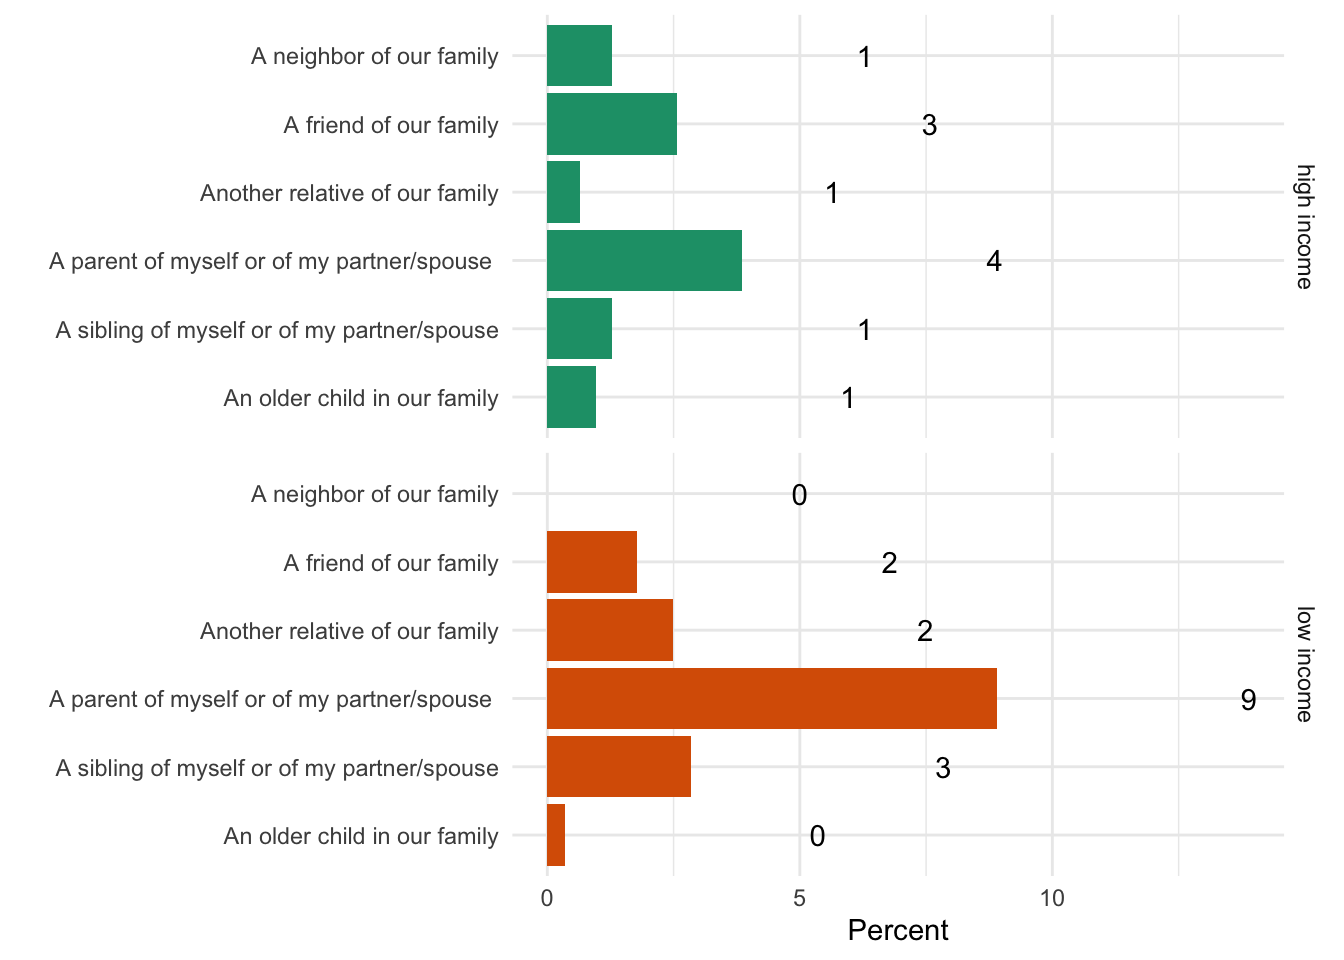 A neighbor of our family 1
A friend of our family 3
Another relative of our family 1
A parent of myself or of my partner/spouse 4
A sibling of myself or of my partner/spouse 1
An older child in our family 1
high income
A neighbor of our family 0
A friend of our family 2
Another relative of our family 2
A parent of myself or of my partner/spouse 9
A sibling of myself or of my partner/spouse 3
An older child in our family 0
low income
0 5 10
Percent